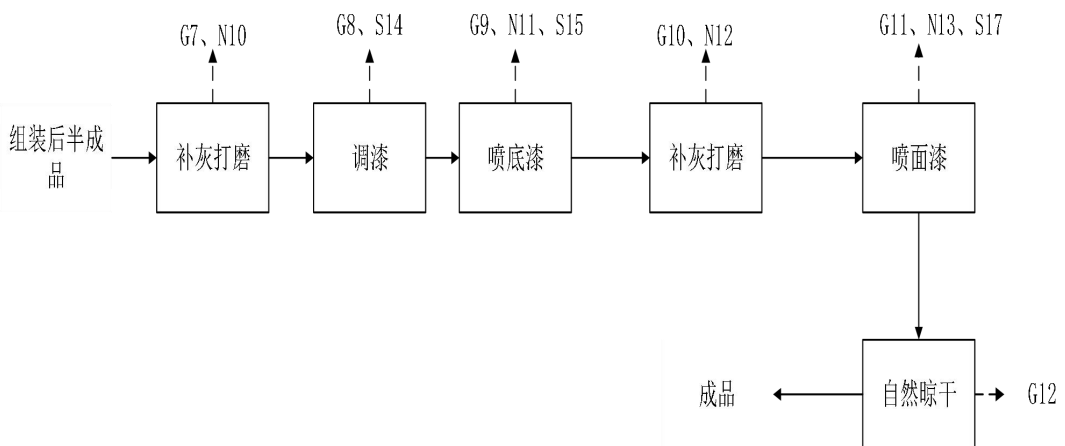 G7、N10
G8、S14
G9、N11、S15
G10、N12
G11、N13、S17
组装后半成
品
补灰打磨
调漆
喷底漆
补灰打磨
喷面漆
成品
自然晾干
G12